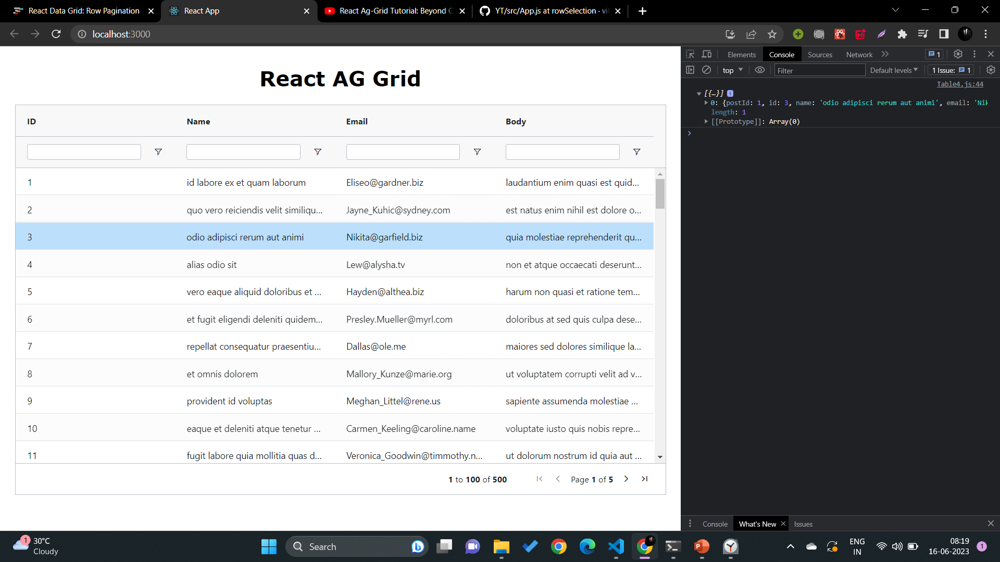 React Data Grid: Row Pagination
React App
React Ag-Grid Tutorial: Beyond C
YT/src/App.js at rowSelection · vi
localhost:3000
React AG Grid
ID Name Email Body
1 id labore ex et quam laborum Eliseo@gardner.biz laudantium enim quasi est quid...
2 quo vero reiciendis velit similiqu... Jayne_Kuhic@sydney.com est natus enim nihil est dolore o...
3 odio adipisci rerum aut animi Nikita@garfield.biz quia molestiae reprehenderit qu...
4 alias odio sit Lew@alysha.tv non et atque occaecati deserunt...
5 vero eaque aliquid doloribus et ... Hayden@althea.biz harum non quasi et ratione tem...
6 et fugit eligendi deleniti quidem... Presley.Mueller@myrl.com doloribus at sed quis culpa dese...
7 repellat consequatur praesentiu... Dallas@ole.me maiores sed dolores similique la...
8 et omnis dolorem Mallory_Kunze@marie.org ut voluptatem corrupti velit ad v...
9 provident id voluptas Meghan_Littel@rene.us sapiente assumenda molestiae ...
10 eaque et deleniti atque tenetur ... Carmen_Keeling@caroline.name voluptate iusto quis nobis repre...
11 fugit labore quia mollitia quas d... Veronica_Goodwin@timmothy.n... ut dolorum nostrum id quia aut ...
1 to 100 of 500 Page 1 of 5
Elements Console Sources Network 1
top Filter Default levels 1 Issue: 1
Table4.js:44
[{…}] i
0: {postId: 1, id: 3, name: 'odio adipisci rerum aut animi', email: 'Nik
length: 1
[[Prototype]]: Array(0)
Console What's New Issues
1 30°C
Cloudy
Search
ENG
IN
08:19
16-06-2023
1